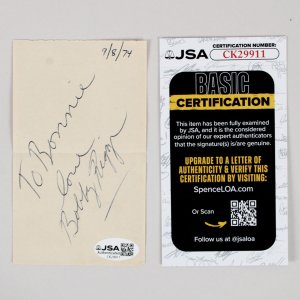 9/8/74
To Bonnie
love
Bobby Riggs
JSA
CERTIFICATION NUMBER:
JSA
CK29911
BASIC
CERTIFICATION
This item has been fully examined
by JSA, and it is the considered
opinion of our expert authenticators
that the signature(s) is/are genuine.
UPGRADE TO A LETTER OF
AUTHENTICITY & VERIFY THIS
CERTIFICATION BY VISITING:
SpenceLOA.com
Or Scan
Follow us at @jsaloa